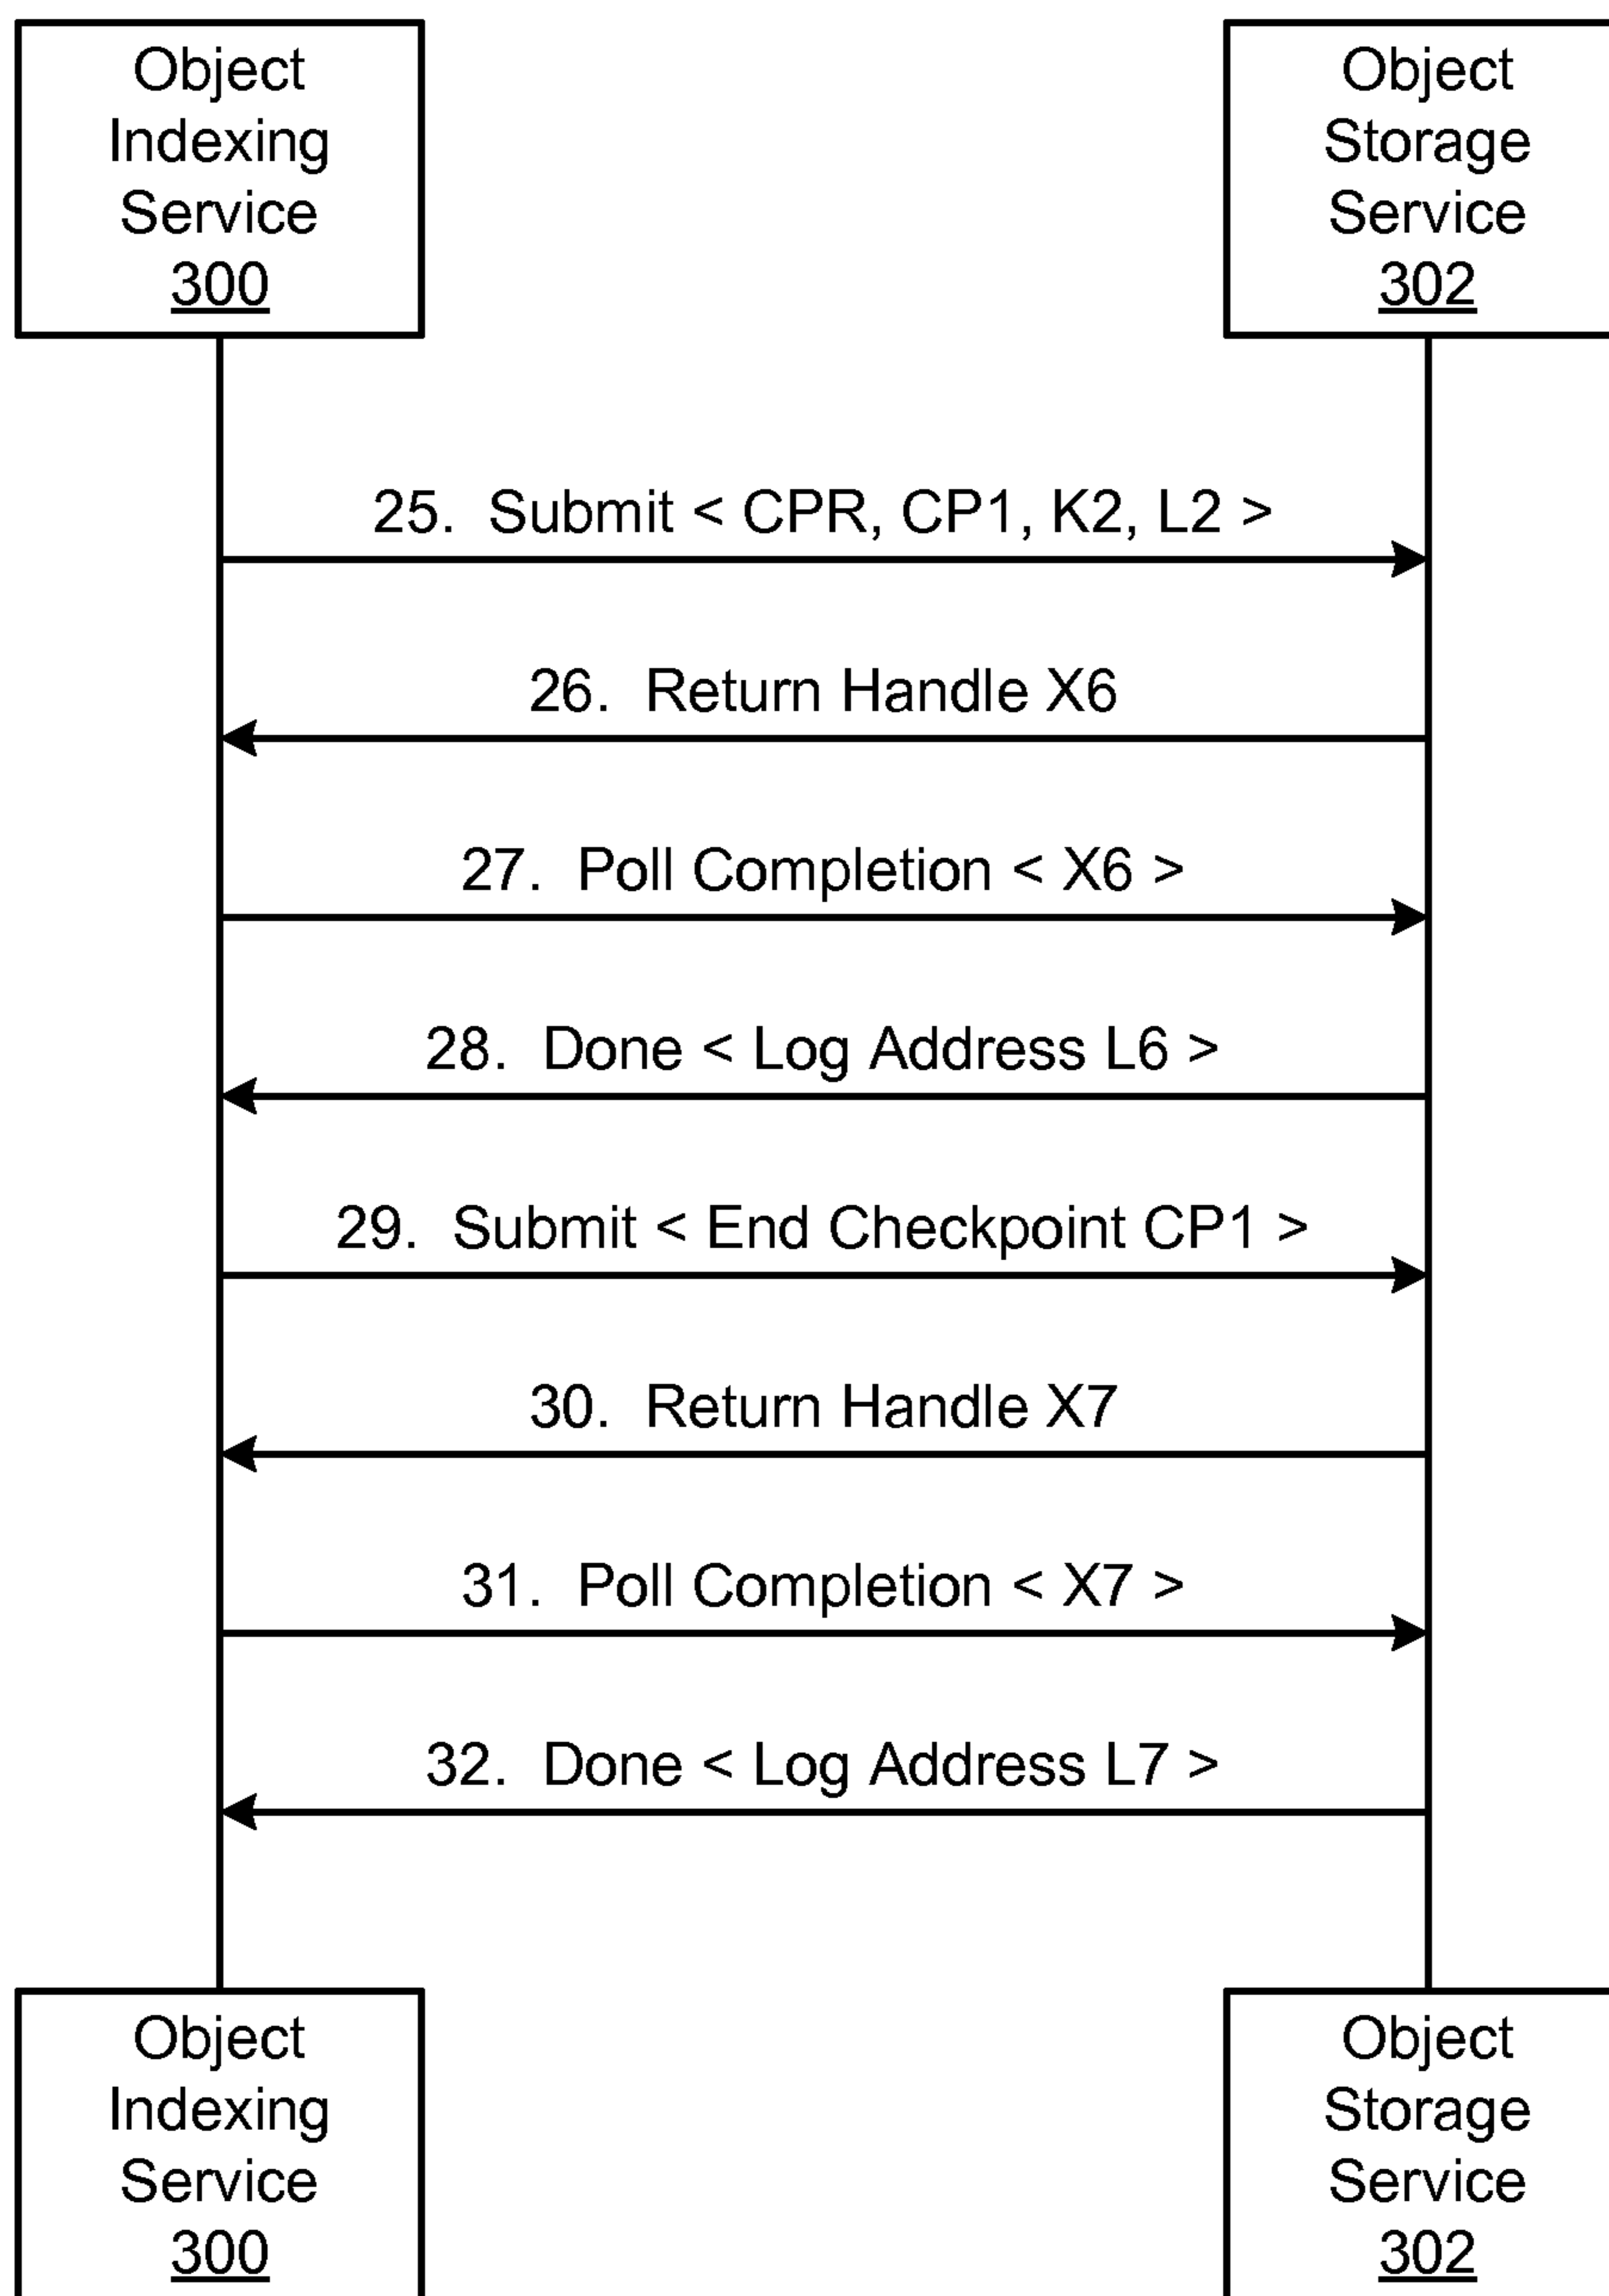 Object
Indexing
Service
300
Object
Storage
Service
302
25. Submit < CPR, CP1, K2, L2 >
26. Return Handle X6
27. Poll Completion < X6 >
28. Done < Log Address L6 >
29. Submit < End Checkpoint CP1 >
30. Return Handle X7
31. Poll Completion < X7 >
32. Done < Log Address L7 >
Object
Indexing
Service
300
Object
Storage
Service
302